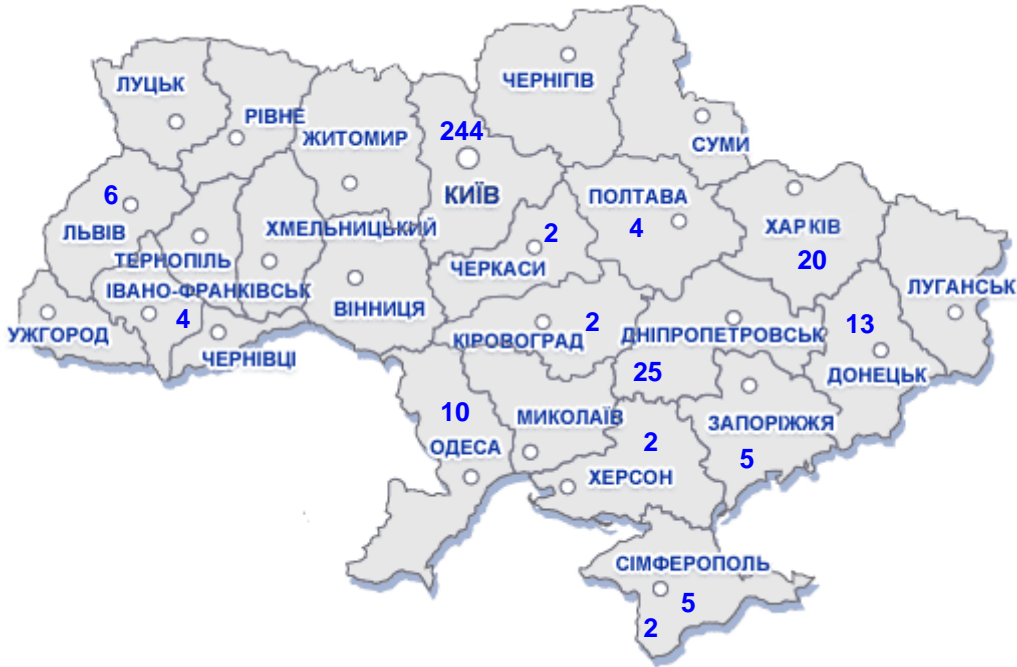 ЛУЦЬК
РІВНЕ
ЖИТОМИР
ЧЕРНІГІВ
СУМИ
244
КИЇВ
6
ЛЬВІВ
ТЕРНОПІЛЬ
ХМЕЛЬНИЦЬКИЙ
ПОЛТАВА
4
ХАРКІВ
20
2
ЧЕРКАСИ
ЛУГАНСЬК
ІВАНО-ФРАНКІВСЬК
4
ВІННИЦЯ
УЖГОРОД
ЧЕРНІВЦІ
2
КІРОВОГРАД
ДНІПРОПЕТРОВСЬК
25
13
ДОНЕЦЬК
10
ОДЕСА
МИКОЛАЇВ
2
ХЕРСОН
ЗАПОРІЖЖЯ
5
СІМФЕРОПОЛЬ
5
2